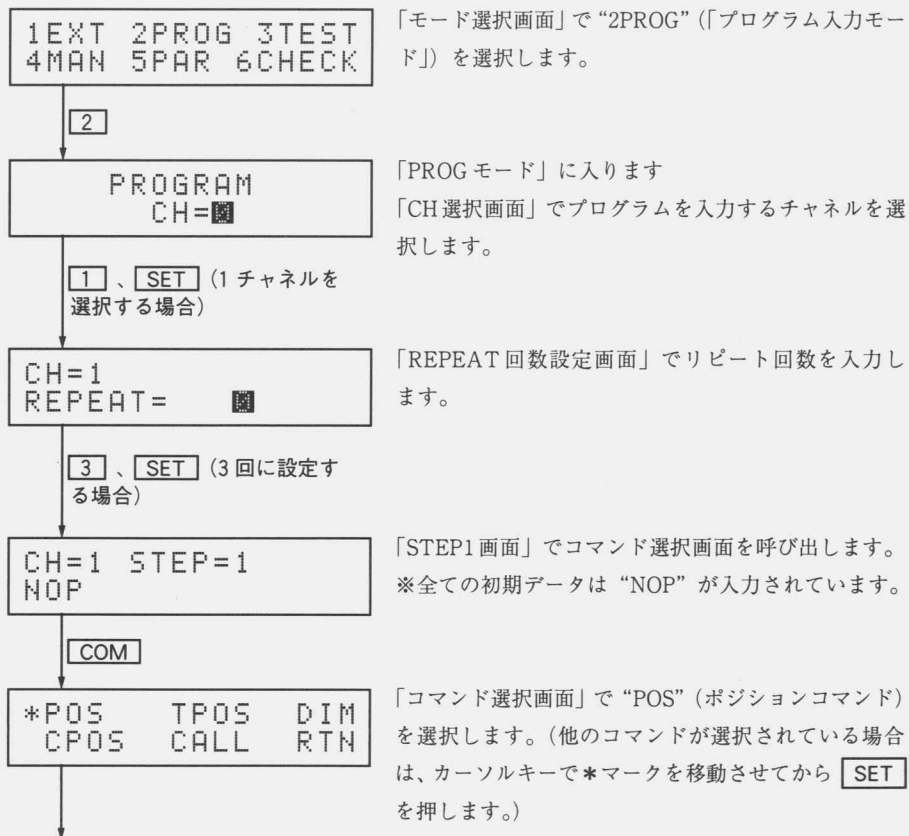 1EXT 2PROG 3TEST
4MAN 5PAR 6CHECK
「モード選択画面」で“2PROG”(「プログラム入力モー
ド」) を選択します。
2
PROGRAM
CH=0
「PROGモード」に入ります
「CH選択画面」でプログラムを入力するチャネルを選
択します。
1 、 SET (1 チャネルを
選択する場合)
CH=1
REPEAT= 0
「REPEAT回数設定画面」でリピート回数を入力し
ます。
3 、 SET (3 回に設定す
る場合)
CH=1 STEP=1
NOP
「STEP1画面」でコマンド選択画面を呼び出します。
※全ての初期データは“NOP”が入力されています。
COM
*POS TPOS DIM
CPOS CALL RTN
「コマンド選択画面」で“POS”(ポジションコマンド)
を選択します。(他のコマンドが選択されている場合
は、カーソルキーで*マークを移動させてから SET
を押します。)